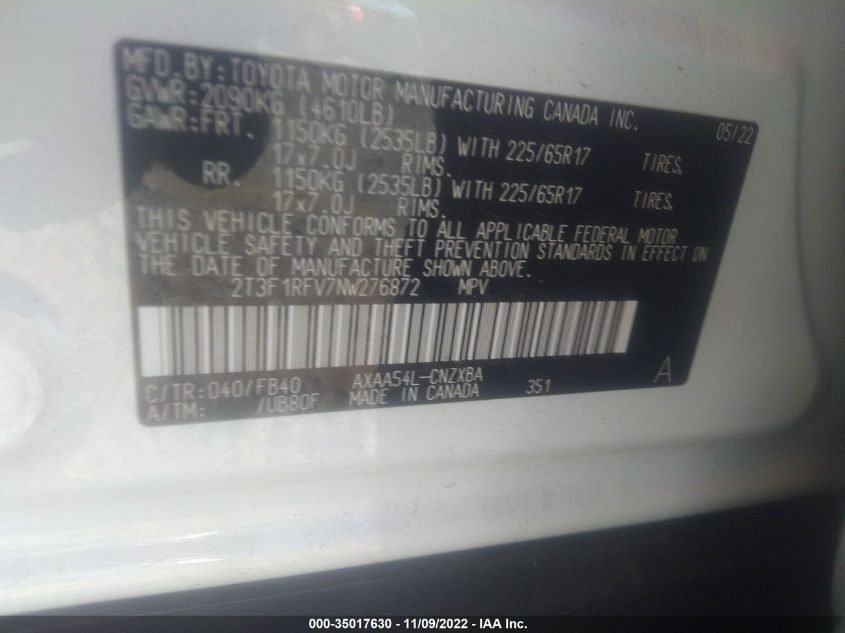 MFD. BY: TOYOTA MOTOR MANUFACTURING CANADA INC. 05/22
GVWR: 2090KG (4610LB)
GAWR: FRT. 1150KG (2535LB) WITH 225/65R17 TIRES,
17x7.0J RIMS.
RR. 1150KG (2535LB) WITH 225/65R17 TIRES,
17x7.0J RIMS.
THIS VEHICLE CONFORMS TO ALL APPLICABLE FEDERAL MOTOR
VEHICLE SAFETY AND THEFT PREVENTION STANDARDS IN EFFECT ON
THE DATE OF MANUFACTURE SHOWN ABOVE.
2T3F1RFV7NW276872 MPV
C/TR: 040/FB40 AXAA54L-CNZXBA 351 A
A/TM: /UB80F MADE IN CANADA
000-35017630 - 11/09/2022 - IAA Inc.